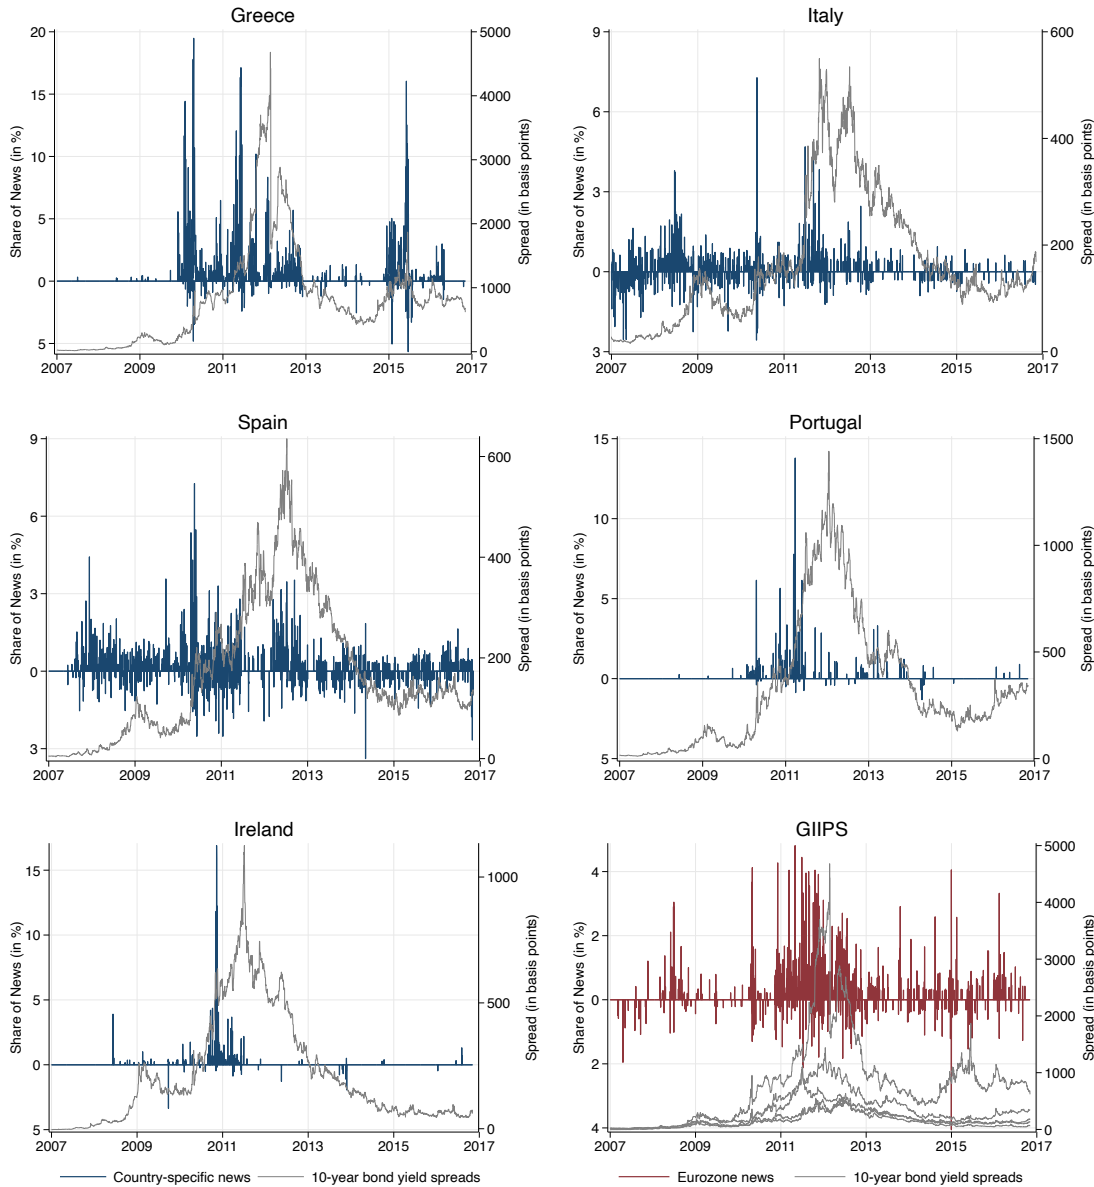 Greece
Share of News (in %)
20
15
10
5
0
5
5000
4000
3000
2000
1000
0
Spread (in basis points)
2007 2009 2011 2013 2015 2017
Italy
Share of News (in %)
9
6
3
0
3
600
400
200
0
Spread (in basis points)
2007 2009 2011 2013 2015 2017
Spain
Share of News (in %)
9
6
3
0
3
600
400
200
0
Spread (in basis points)
2007 2009 2011 2013 2015 2017
Portugal
Share of News (in %)
15
10
5
0
5
1500
1000
500
0
Spread (in basis points)
2007 2009 2011 2013 2015 2017
Ireland
Share of News (in %)
15
10
5
0
5
1000
500
0
Spread (in basis points)
2007 2009 2011 2013 2015 2017
GIIPS
Share of News (in %)
4
2
0
2
4
5000
4000
3000
2000
1000
0
Spread (in basis points)
2007 2009 2011 2013 2015 2017
Country-specific news 10-year bond yield spreads
Eurozone news 10-year bond yield spreads